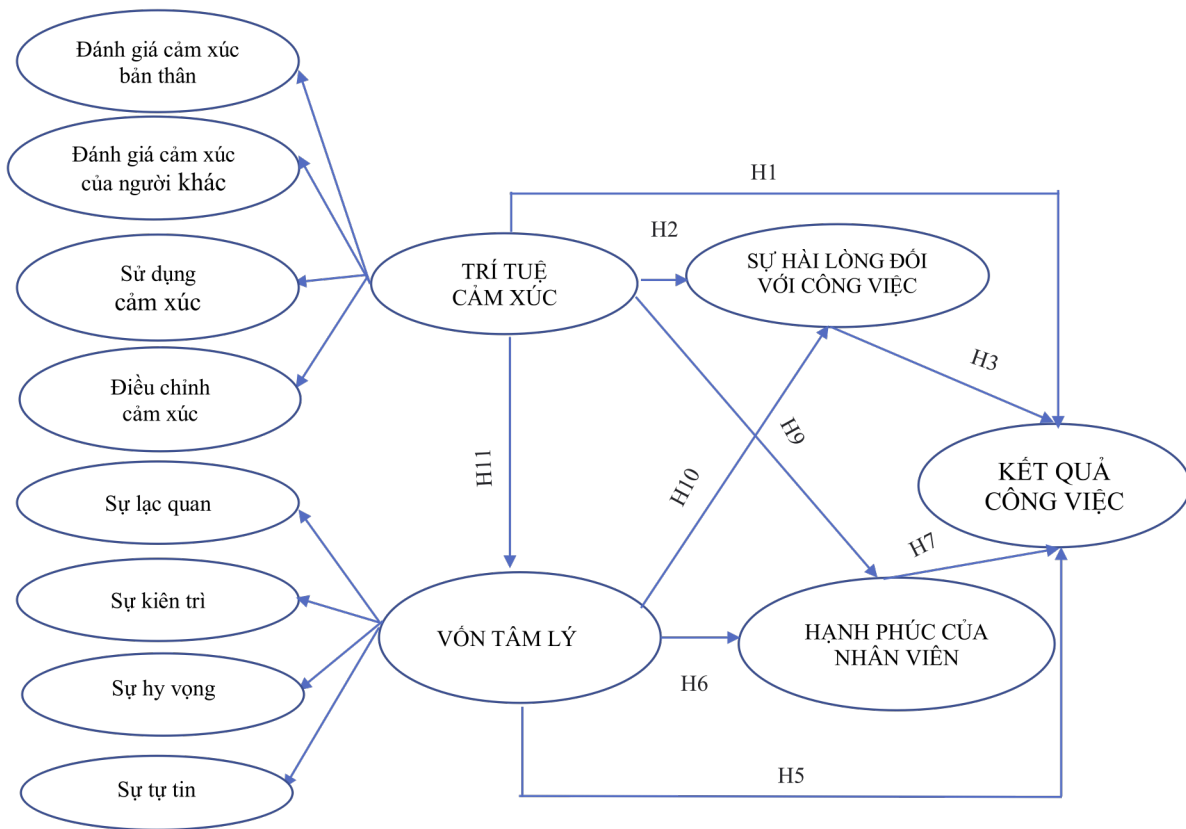 Đánh giá cảm xúc
bản thân
Đánh giá cảm xúc
của người khác
Sử dụng
cảm xúc
Điều chỉnh
cảm xúc
Sự lạc quan
Sự kiên trì
Sự hy vọng
Sự tự tin
TRÍ TUỆ
CẢM XÚC
VỐN TÂM LÝ
H1
H2
SỰ HÀI LÒNG ĐỐI
VỚI CÔNG VIỆC
H3
H9
H10
H11
KẾT QUẢ
CÔNG VIỆC
H7
HẠNH PHÚC CỦA
NHÂN VIÊN
H6
H5